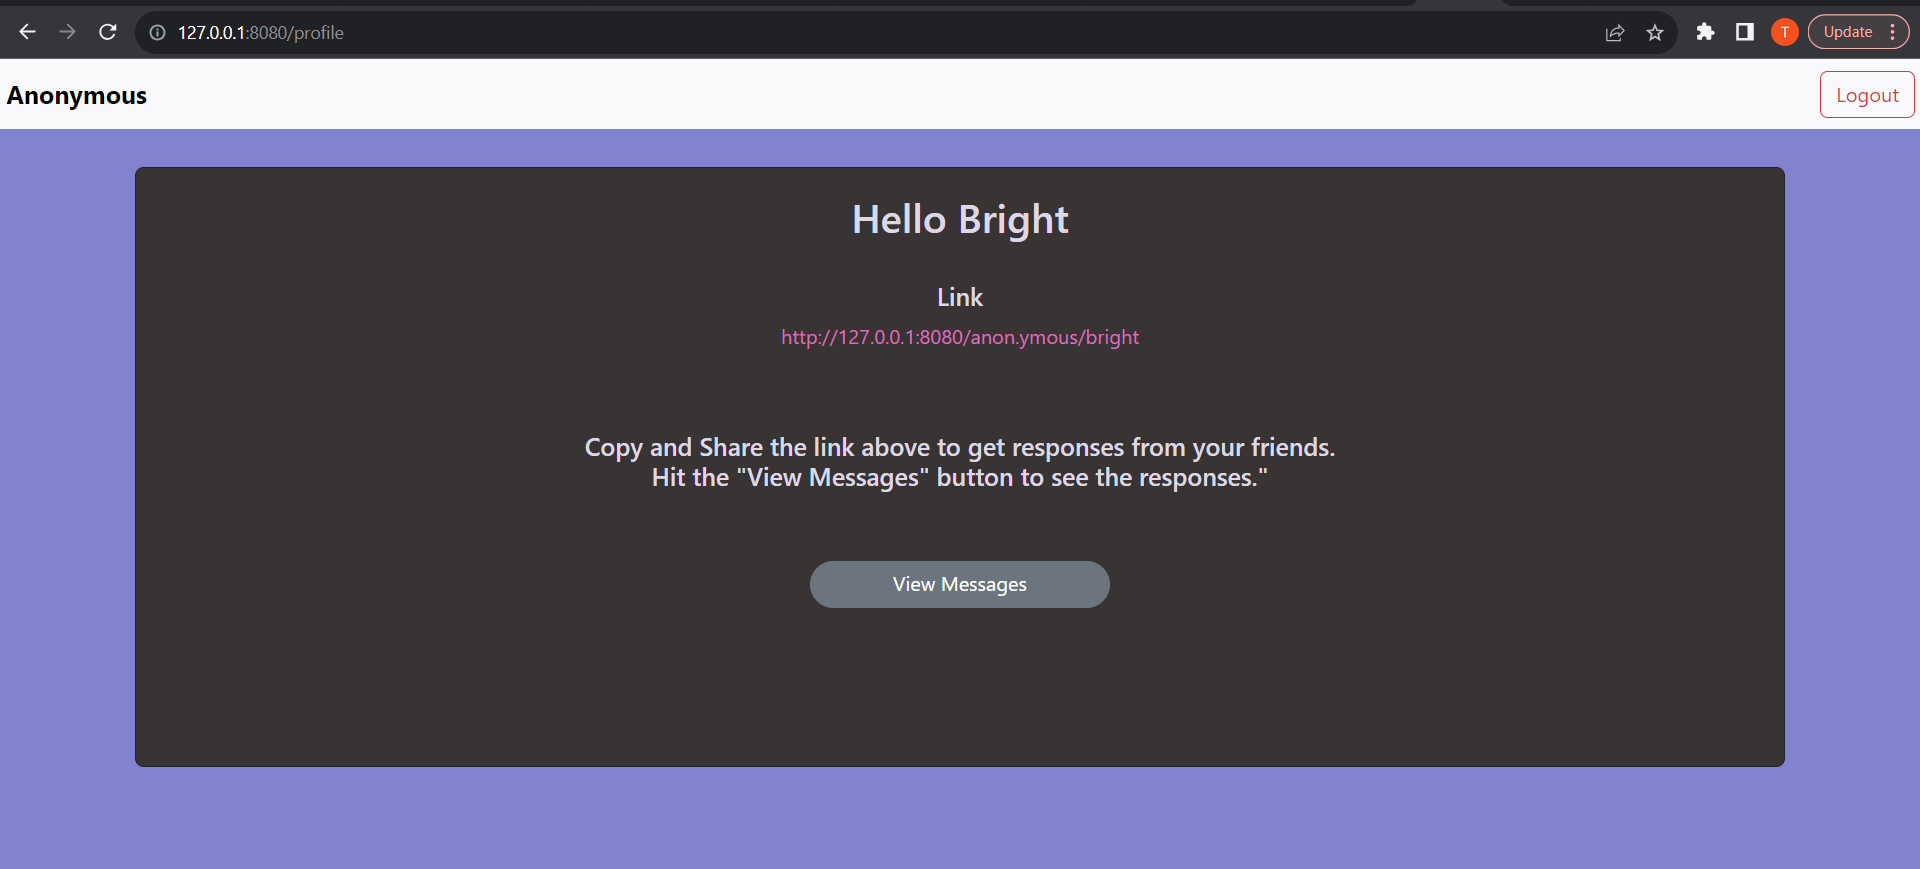 127.0.0.1:8080/profile
T
Update
Anonymous
Logout
Hello Bright
Link
http://127.0.0.1:8080/anon.ymous/bright
Copy and Share the link above to get responses from your friends.
Hit the "View Messages" button to see the responses."
View Messages